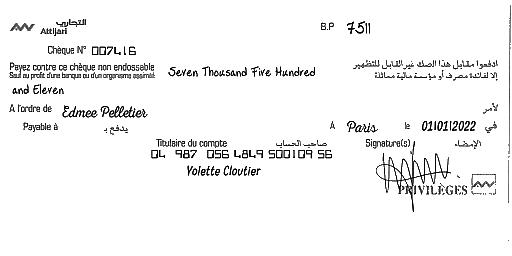 التجاري
Attijari
B.P 7511
Chèque N° 007416
Payez contre ce chèque non endossable
Seven Thousand Five Hundred
ادفعوا مقابل هذا الصك غير القابل للتظهير
Sauf au profit d'une banque ou d'un organisme assimilé
إلا لفائدة مصرف أو مؤسسة مالية مماثلة
and Eleven
A l'ordre de Edmee Pelletier
لأمر
Payable à
يدفع بـ
A Paris le 01/01/2022 في
Titulaire du compte صاحب الحساب
Signature(s) الإمضاء
04 987 056 4849 500109 56
Yolette Cloutier
PRIVILÈGES